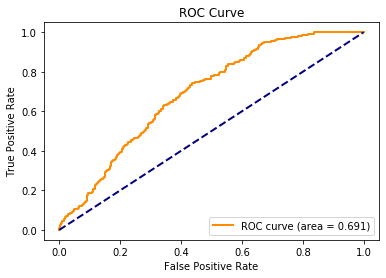 ROC Curve
True Positive Rate
1.0
0.8
0.6
0.4
0.2
0.0
ROC curve (area = 0.691)
0.0 0.2 0.4 0.6 0.8 1.0
False Positive Rate